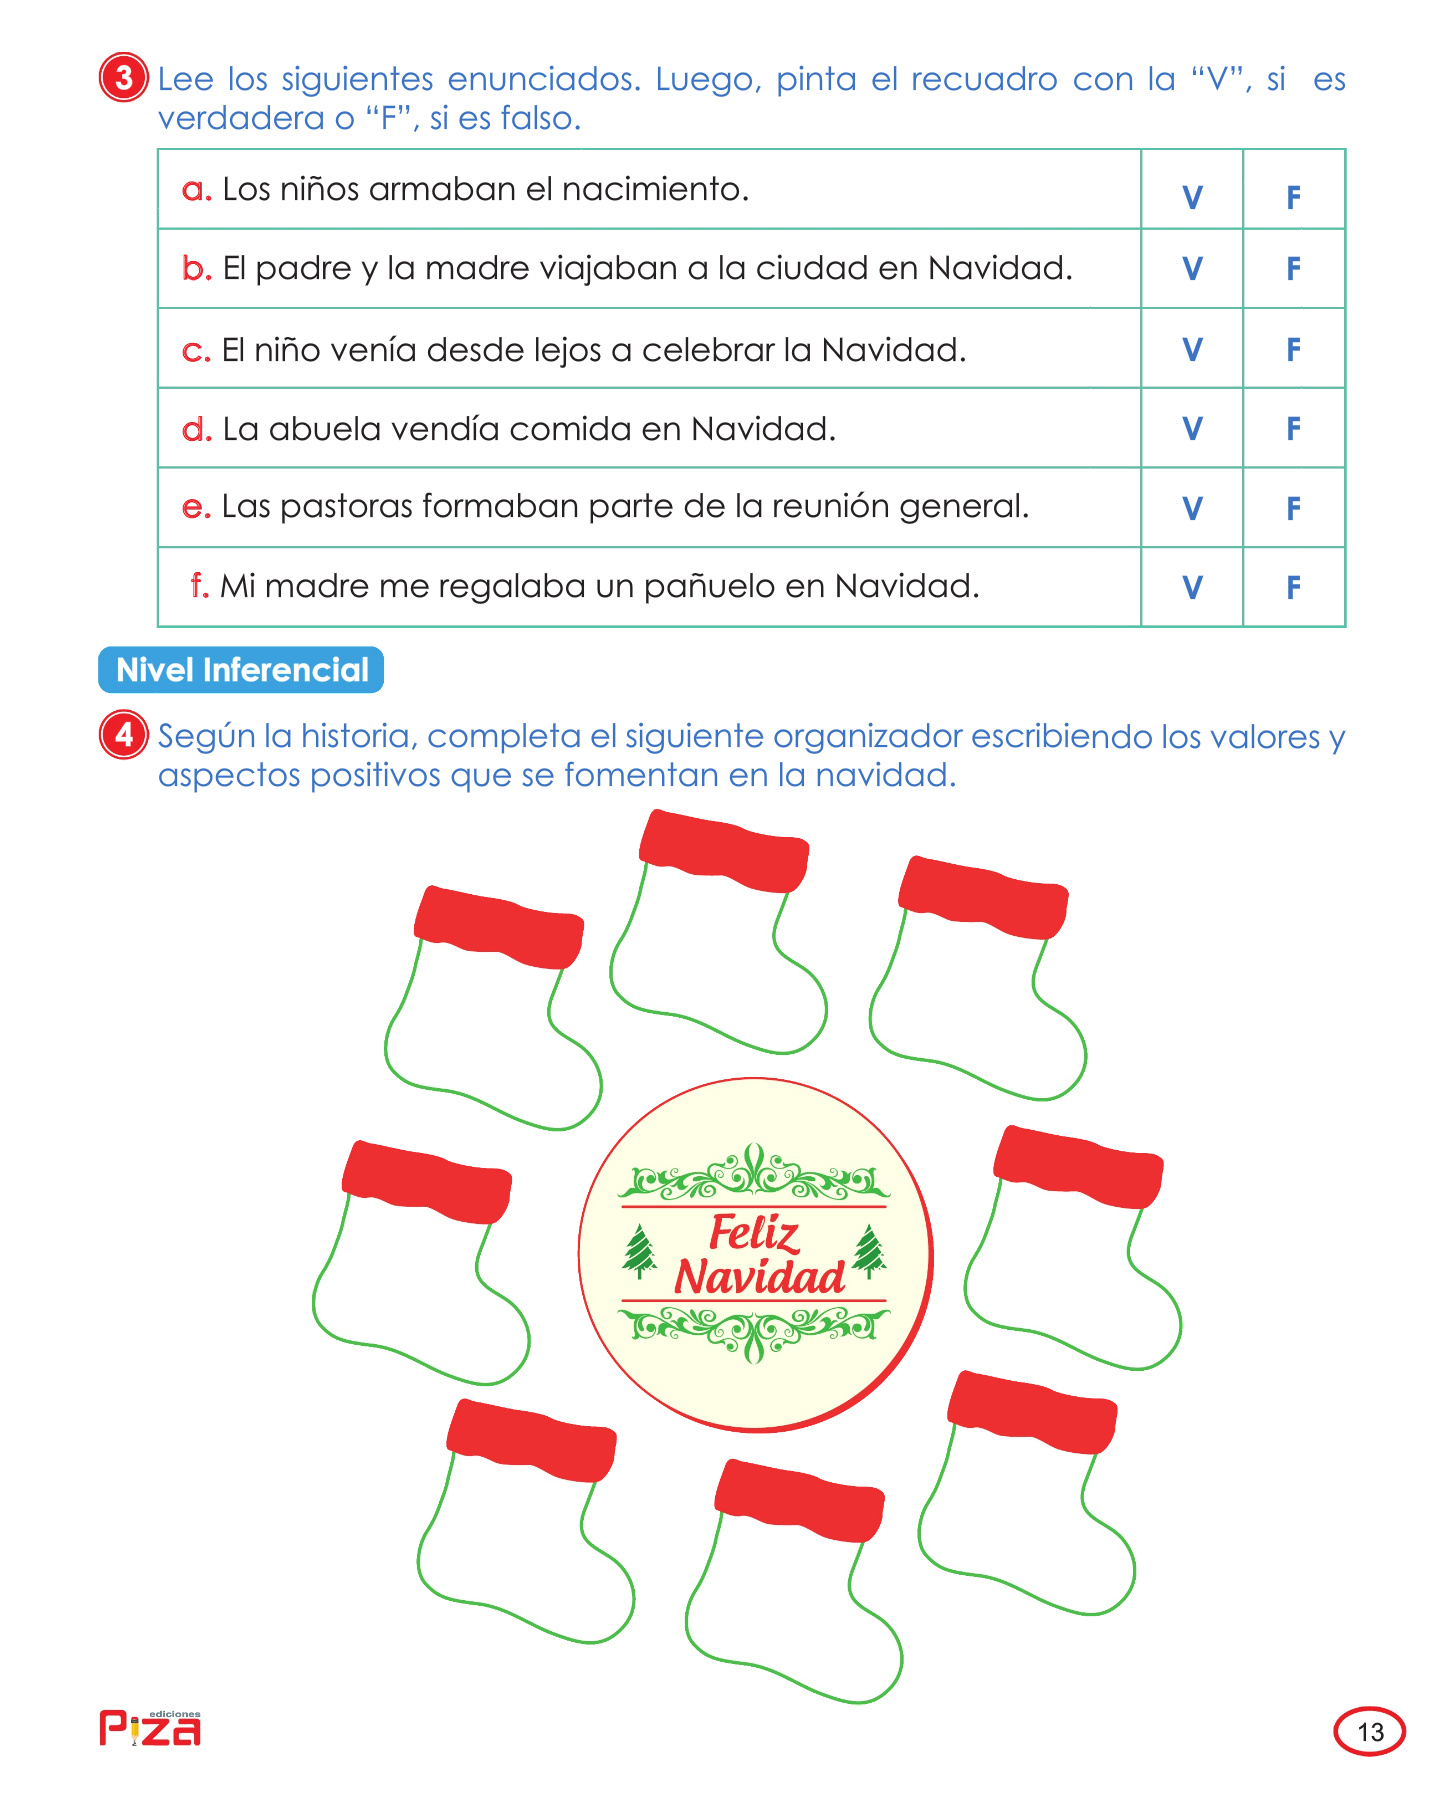 3 Lee los siguientes enunciados. Luego, pinta el recuadro con la “V”, si es
verdadera o “F”, si es falso.
a. Los niños armaban el nacimiento. V F
b. El padre y la madre viajaban a la ciudad en Navidad. V F
c. El niño venía desde lejos a celebrar la Navidad. V F
d. La abuela vendía comida en Navidad. V F
e. Las pastoras formaban parte de la reunión general. V F
f. Mi madre me regalaba un pañuelo en Navidad. V F
Nivel Inferencial
4 Según la historia, completa el siguiente organizador escribiendo los valores y
aspectos positivos que se fomentan en la navidad.
Feliz
Navidad
ediciones
Piza
13